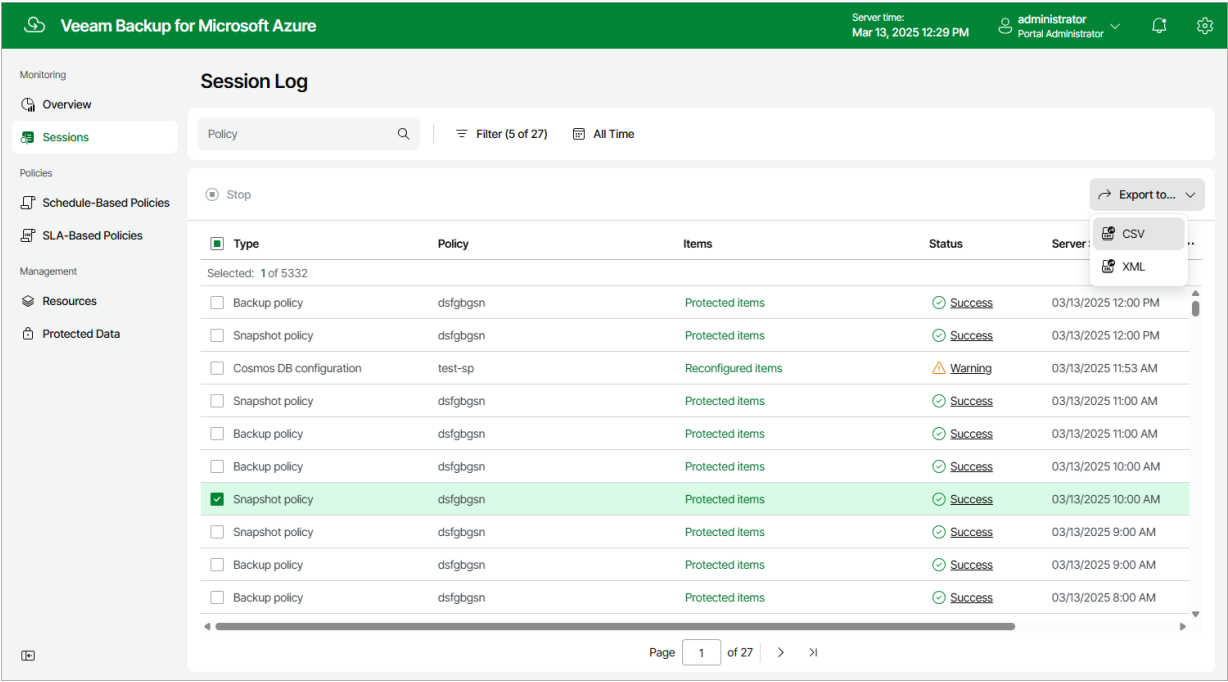 Veeam Backup for Microsoft Azure
Server time:
Mar 13, 2025 12:29 PM
administrator
Portal Administrator
Monitoring
Overview
Sessions
Policies
Schedule-Based Policies
SLA-Based Policies
Management
Resources
Protected Data
Session Log
Policy
Filter (5 of 27)
All Time
Stop
Export to...
CSV
XML
Type Policy Items Status Server
Selected: 1 of 5332
Backup policy dsfgbgsn Protected items Success 03/13/2025 12:00 PM
Snapshot policy dsfgbgsn Protected items Success 03/13/2025 12:00 PM
Cosmos DB configuration test-sp Reconfigured items Warning 03/13/2025 11:53 AM
Snapshot policy dsfgbgsn Protected items Success 03/13/2025 11:00 AM
Backup policy dsfgbgsn Protected items Success 03/13/2025 11:00 AM
Backup policy dsfgbgsn Protected items Success 03/13/2025 10:00 AM
Snapshot policy dsfgbgsn Protected items Success 03/13/2025 10:00 AM
Snapshot policy dsfgbgsn Protected items Success 03/13/2025 9:00 AM
Backup policy dsfgbgsn Protected items Success 03/13/2025 9:00 AM
Backup policy dsfgbgsn Protected items Success 03/13/2025 8:00 AM
Page 1 of 27